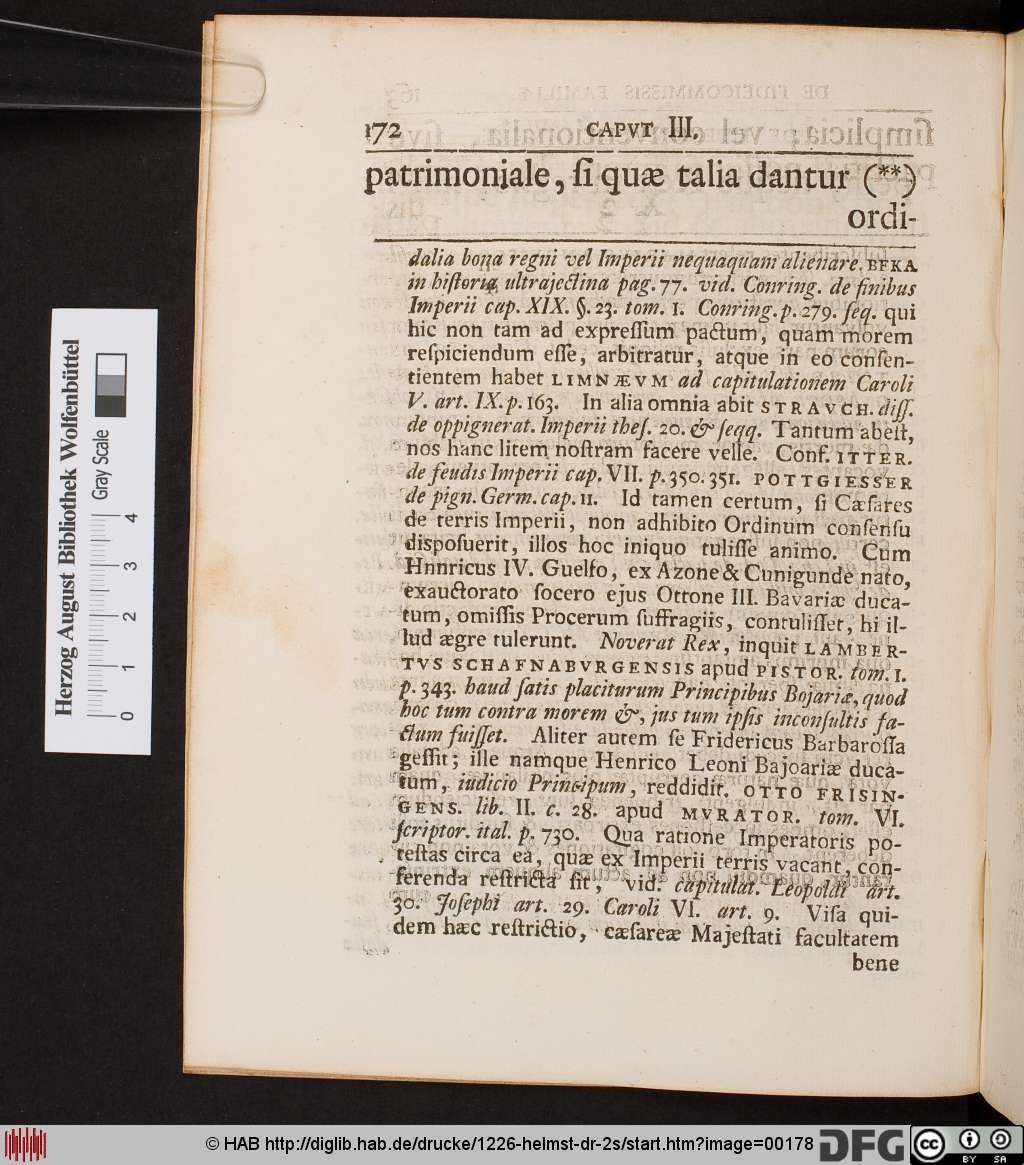 172 CAPVT III.
patrimoniale, ſi quæ talia dantur (**)
ordi-
dalia bona regni vel Imperii nequaquam alienare. BEKA
in hiſtoria ultrajectina pag. 77. vid. Conring. de finibus
Imperii cap. XIX. §. 23. tom. I. Conring. p. 279. ſeq. qui
hic non tam ad expreſſum pactum, quam morem
reſpiciendum eſſe, arbitratur, atque in eo conſen-
tientem habet LIMNÆVM ad capitulationem Caroli
V. art. IX. p. 163. In alia omnia abit STRAVCH. diſſ.
de oppignerat. Imperii theſ. 20. & ſeqq. Tantum abeſt,
nos hanc litem noſtram facere velle. Conf. ITTER.
de feudis Imperii cap. VII. p. 350. 351. POTTGIESSER
de pign. Germ. cap. 11. Id tamen certum, ſi Cæſares
de terris Imperii, non adhibito Ordinum conſenſu
diſpoſuerit, illos hoc iniquo tuliſſe animo. Cum
Hnnricus IV. Guelfo, ex Azone & Cunigunde nato,
exauctorato ſocero ejus Ottone III. Bavariæ duca-
tum, omiſſis Procerum ſuffragiis, contuliſſet, hi il-
lud ægre tulerunt. Noverat Rex, inquit LAMBER-
TVS SCHAFNABVRGENSIS apud PISTOR. tom. I.
p. 343. haud ſatis placiturum Principibus Bojariæ, quod
hoc tum contra morem &, jus tum ipſis inconſultis fa-
ctum fuiſſet. Aliter autem ſe Fridericus Barbaroſſa
geſſit; ille namque Henrico Leoni Bajoariæ duca-
tum, iudicio Principum, reddidit. OTTO FRISIN-
GENS. lib. II. c. 28. apud MVRATOR. tom. VI.
ſcriptor. ital. p. 730. Qua ratione Imperatoris po-
teſtas circa ea, quæ ex Imperii terris vacant, con-
ferenda reſtricta ſit, vid. capitulat. Leopoldi art.
30. Joſephi art. 29. Caroli VI. art. 9. Viſa qui-
dem hæc reſtrictio, cæſareæ Majeſtati facultatem
bene
Herzog August Bibliothek Wolfenbüttel
Gray Scale
0 1 2 3 4
© HAB http://diglib.hab.de/drucke/1226-helmst-dr-2s/start.htm?image=00178 DFG cc BY SA